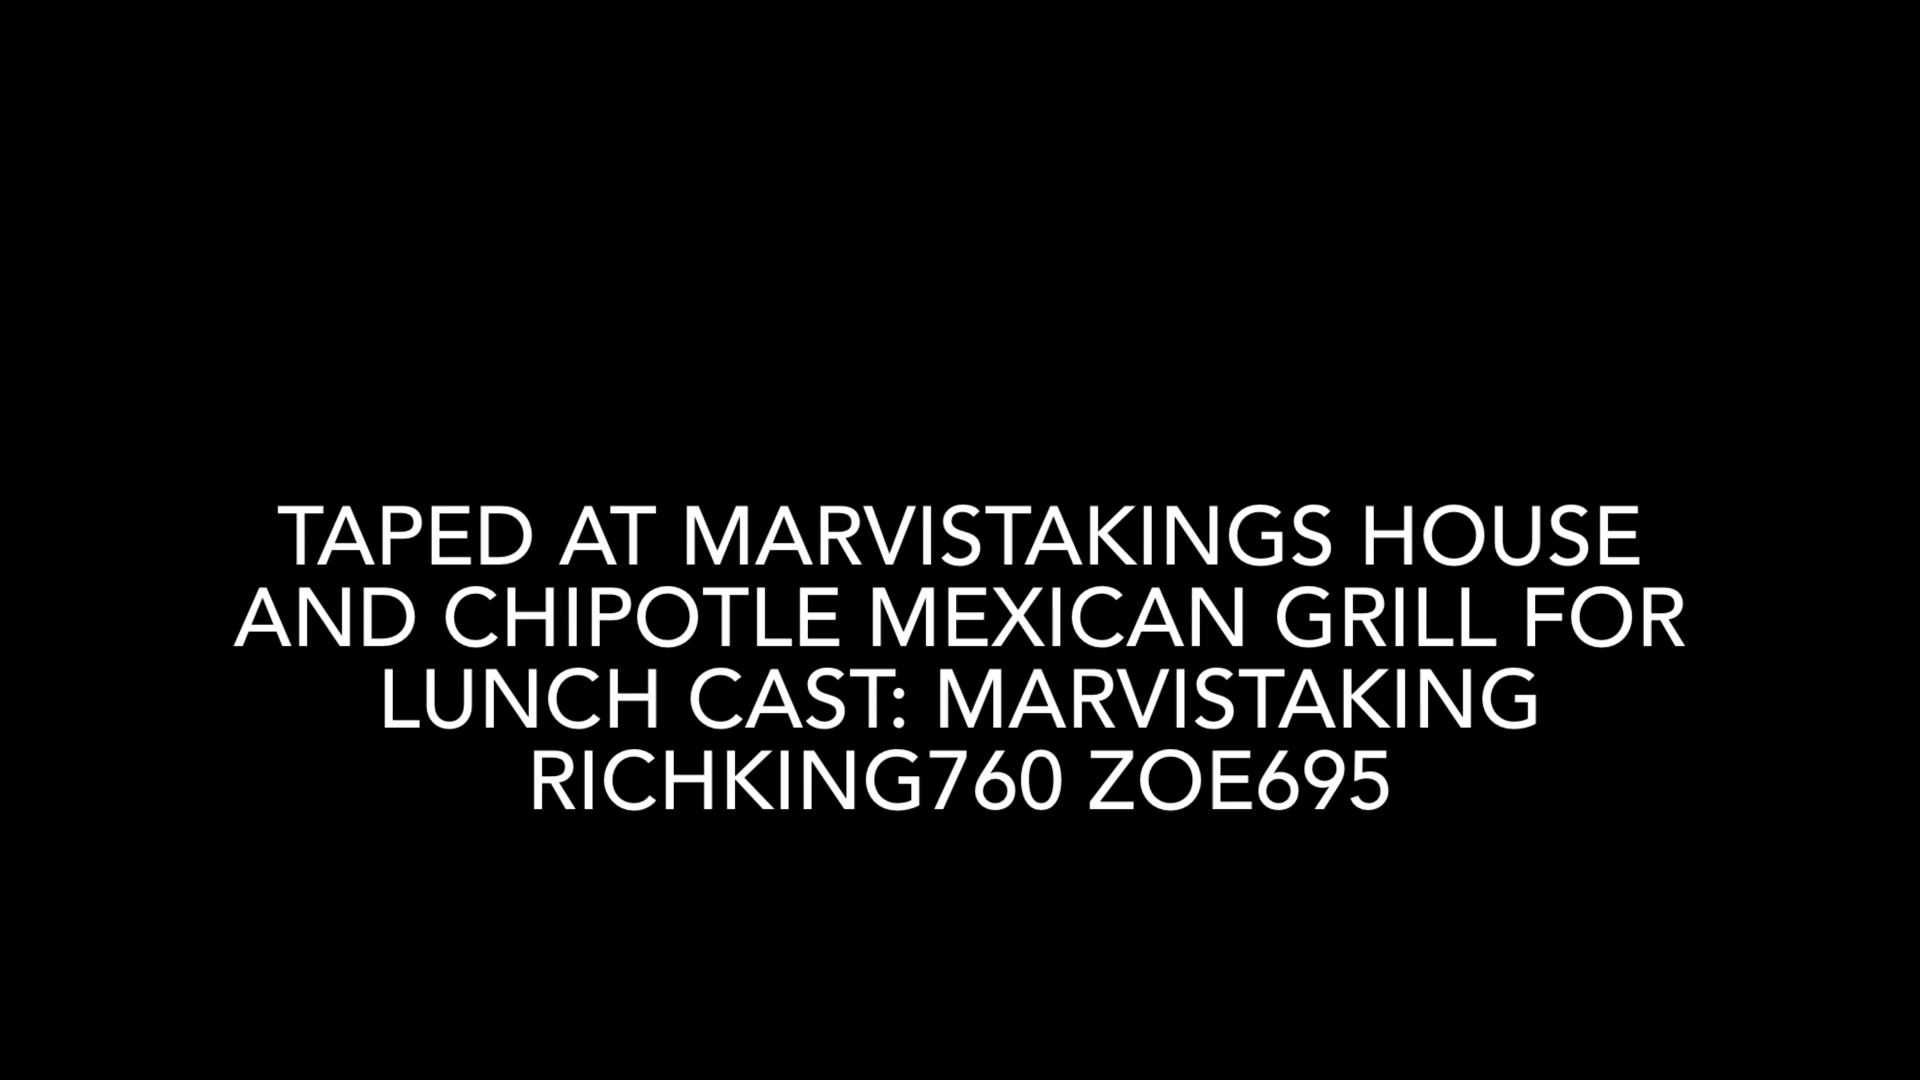 TAPED AT MARVISTAKINGS HOUSE
AND CHIPOTLE MEXICAN GRILL FOR
LUNCH CAST: MARVISTAKING
RICHKING760 ZOE695